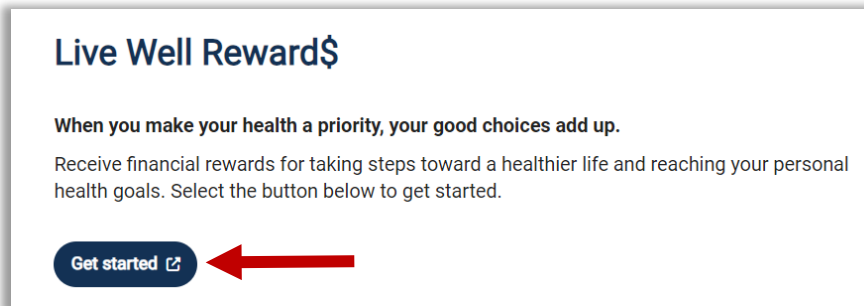 Live Well Reward$
When you make your health a priority, your good choices add up.
Receive financial rewards for taking steps toward a healthier life and reaching your personal
health goals. Select the button below to get started.
Get started